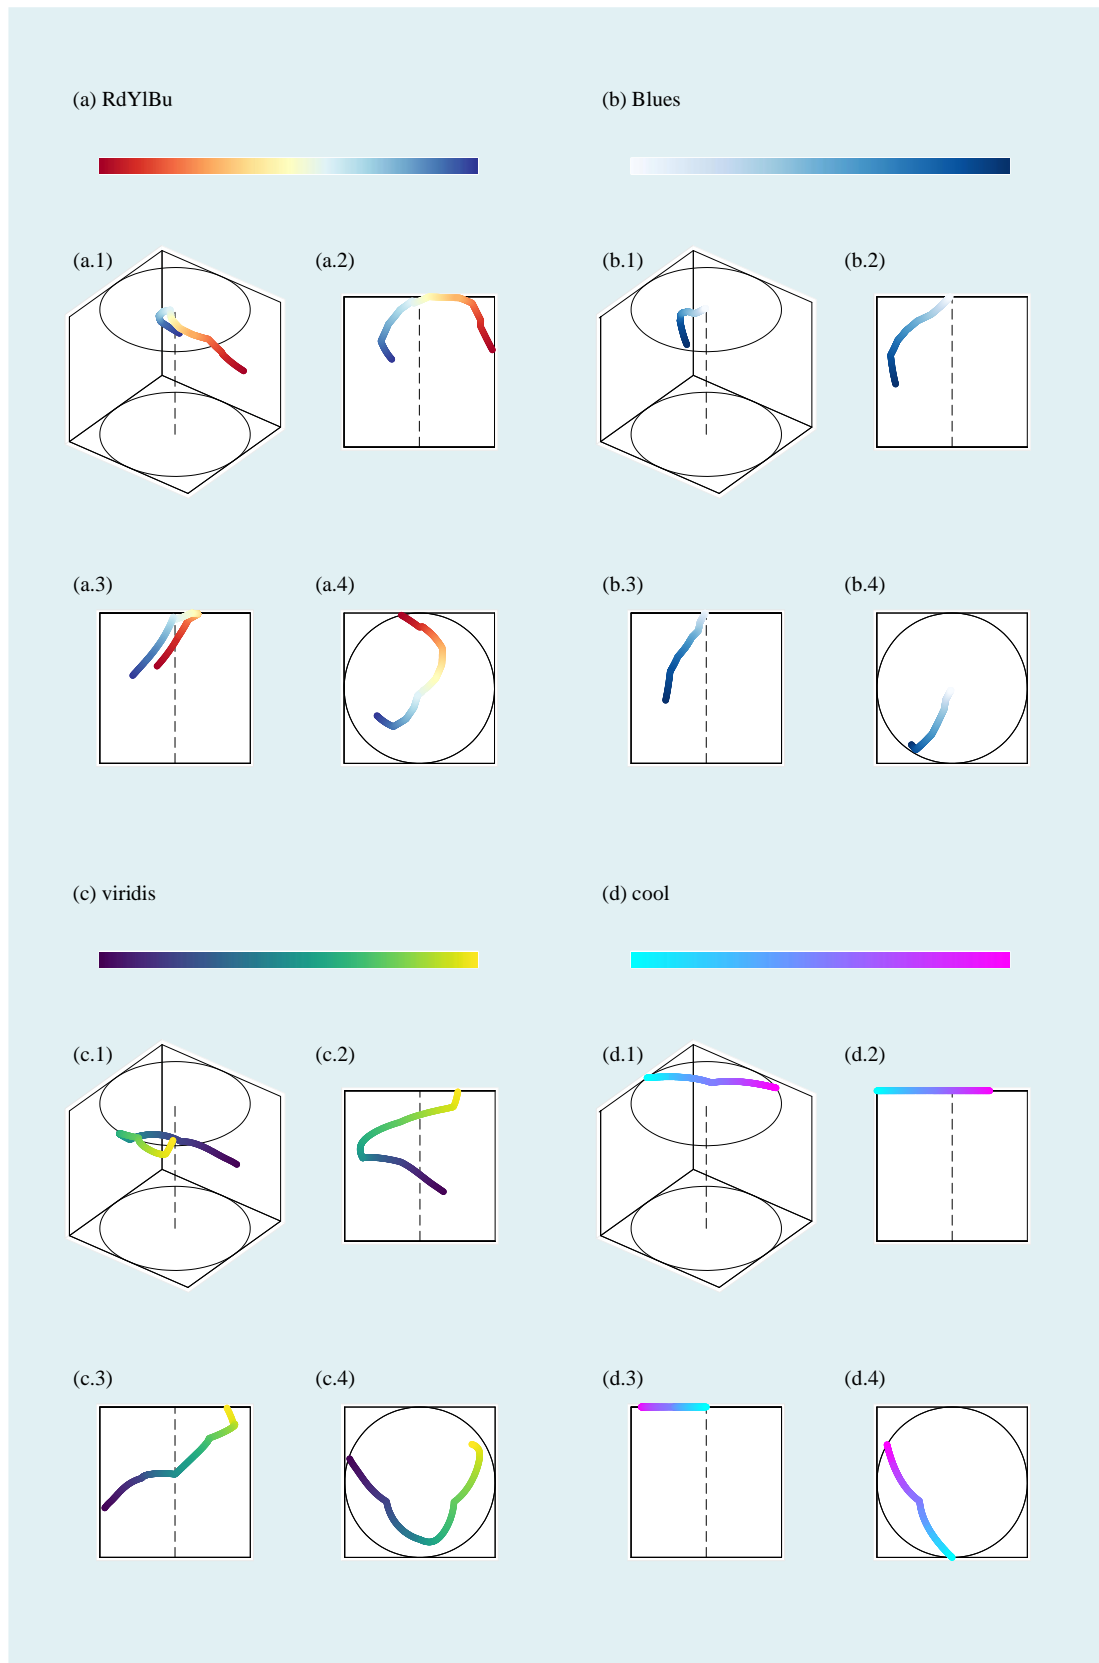 (a) RdYlBu
(b) Blues
(a.1)
(a.2)
(b.1)
(b.2)
(a.3)
(a.4)
(b.3)
(b.4)
(c) viridis
(d) cool
(c.1)
(c.2)
(d.1)
(d.2)
(c.3)
(c.4)
(d.3)
(d.4)